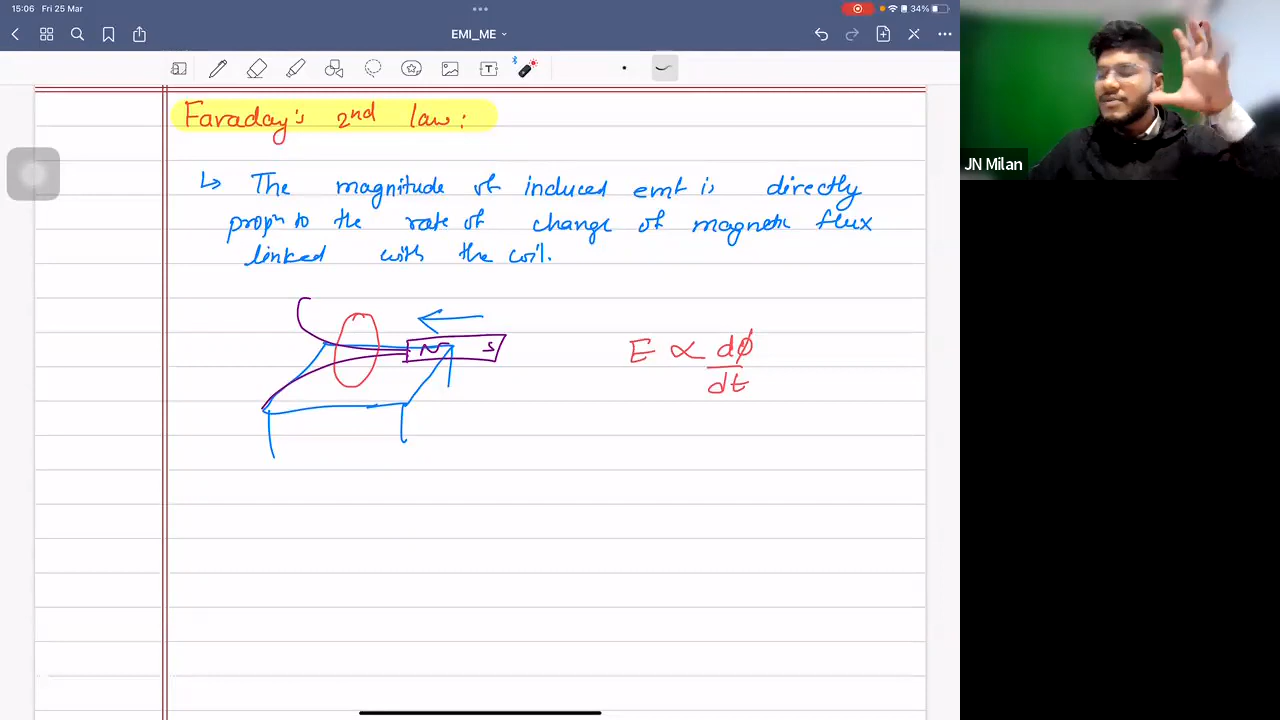 15:06 Fri 25 Mar
34%
EMI_ME
JN Milan
Faraday's 2nd law:
↳ The magnitude of induced emf is directly
propn to the rate of change of magnetic flux
linked with the coil.
N S
E ∝ dϕ
dt